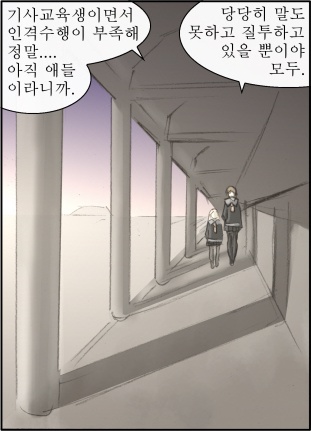 기사교육생이면서
인격수행이 부족해
정말....
아직 애들
이라니까.
당당히 말도
못하고 질투하고
있을 뿐이야
모두.